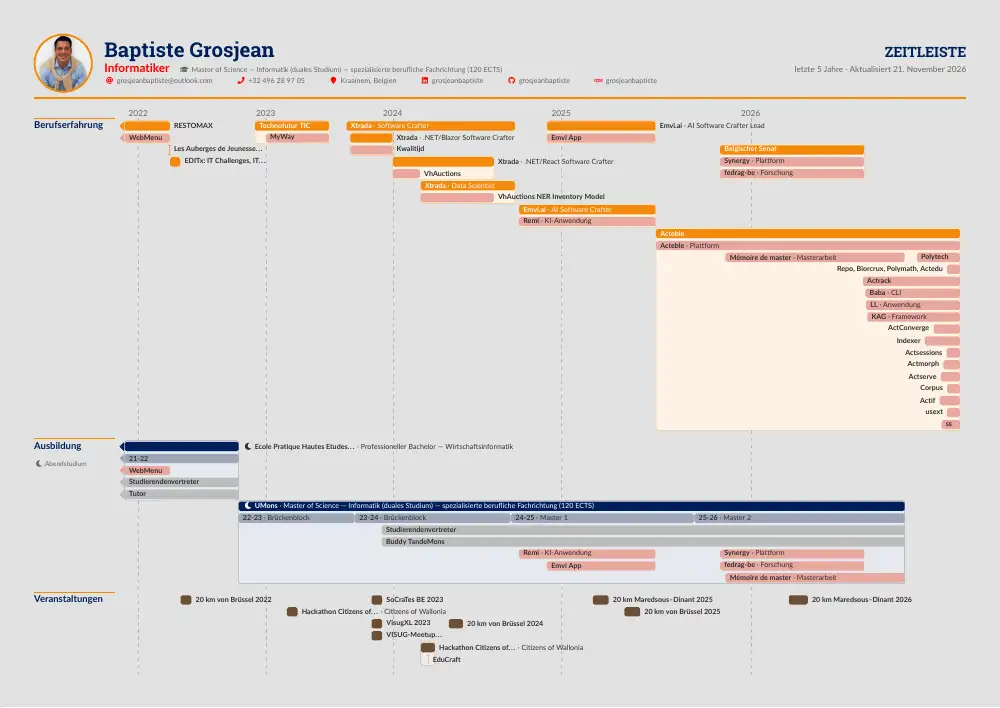 Baptiste Grosjean
ZEITLEISTE
Informatiker
Master of Science — Informatik (duales Studium) — spezialisierte berufliche Fachrichtung (120 ECTS)
letzte 5 Jahre · Aktualisiert 21. November 2026
grosjeanbaptiste@outlook.com
+32 496 28 97 05
Kraainem, Belgien
grosjeanbaptiste
grosjeanbaptiste
grosjeanbaptiste
2022 2023 2024 2025 2026
Berufserfahrung
RESTOMAX
Technofutur TIC
Xtrada · Software Crafter
Emvi.ai · AI Software Crafter Lead
WebMenu
MyWay
Xtrada · .NET/Blazor Software Crafter
Emvi App
Les Auberges de Jeunesse...
Kwalitijd
Belgischer Senat
EDITx: IT Challenges, IT...
Xtrada · .NET/React Software Crafter
Synergy · Plattform
VhAuctions
fedrag-be · Forschung
Xtrada · Data Scientist
VhAuctions NER Inventory Model
Emvi.ai · AI Software Crafter
Remi · KI-Anwendung
Acteble
Acteble · Plattform
Mémoire de master · Masterarbeit
Polytech
Repo, Biorcrux, Polymath, Actedu
Actrack
Baba · CLI
LL · Anwendung
KAG · Framework
ActConverge
Indexer
Actsessions
Actmorph
Actserve
Corpus
Actif
usext
ss
Ausbildung
Ecole Pratique Hautes Etudes... · Professioneller Bachelor — Wirtschaftsinformatik
Abendstudium
21-22
WebMenu
Studierendenvertreter
Tutor
UMons · Master of Science — Informatik (duales Studium) — spezialisierte berufliche Fachrichtung (120 ECTS)
22-23 · Brückenblock
23-24 · Brückenblock
24-25 · Master 1
25-26 · Master 2
Studierendenvertreter
Buddy TandeMons
Remi · KI-Anwendung
Synergy · Plattform
Emvi App
fedrag-be · Forschung
Mémoire de master · Masterarbeit
Veranstaltungen
20 km von Brüssel 2022
SoCraTes BE 2023
20 km Maredsous–Dinant 2025
20 km Maredsous–Dinant 2026
Hackathon Citizens of... · Citizens of Wallonia
20 km von Brüssel 2025
VisugXL 2023
20 km von Brüssel 2024
VISUG-Meetup...
Hackathon Citizens of... · Citizens of Wallonia
EduCraft